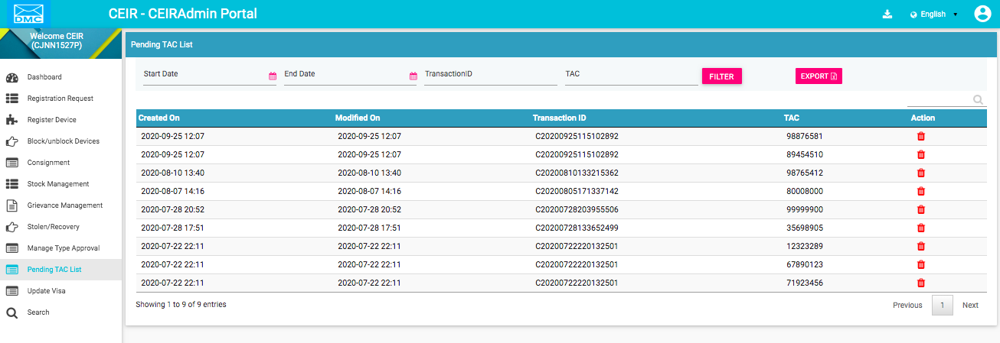 DMC
CEIR - CEIRAdmin Portal
English
Welcome CEIR
(CJNN1527P)
Dashboard
Registration Request
Register Device
Block/unblock Devices
Consignment
Stock Management
Grievance Management
Stolen/Recovery
Manage Type Approval
Pending TAC List
Update Visa
Search
Pending TAC List
Start Date End Date TransactionID TAC FILTER EXPORT
Created On Modified On Transaction ID TAC Action
2020-09-25 12:07 2020-09-25 12:07 C20200925115102892 98876581
2020-09-25 12:07 2020-09-25 12:07 C20200925115102892 89454510
2020-08-10 13:40 2020-08-10 13:40 C20200810133215362 98765412
2020-08-07 14:16 2020-08-07 14:16 C20200805171337142 80008000
2020-07-28 20:52 2020-07-28 20:52 C20200728203955506 99999900
2020-07-28 17:51 2020-07-28 17:51 C20200728133652499 35698905
2020-07-22 22:11 2020-07-22 22:11 C20200722220132501 12323289
2020-07-22 22:11 2020-07-22 22:11 C20200722220132501 67890123
2020-07-22 22:11 2020-07-22 22:11 C20200722220132501 71923456
Showing 1 to 9 of 9 entries
Previous 1 Next